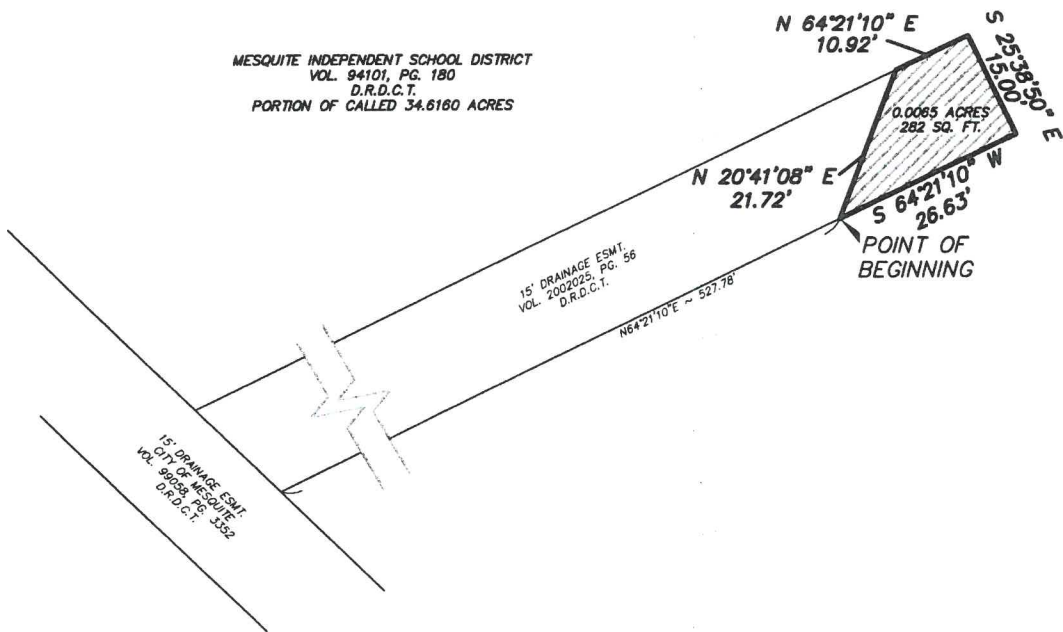 MESQUITE INDEPENDENT SCHOOL DISTRICT
VOL. 94101, PG. 180
D.R.D.C.T.
PORTION OF CALLED 34.6160 ACRES
N 64°21'10" E
10.92'
S 25°38'50" E
15.00'
0.0065 ACRES
282 SQ. FT.
N 20°41'08" E
21.72'
S 64°21'10" W
26.63'
POINT OF
BEGINNING
15' DRAINAGE ESMT.
VOL. 2002025, PG. 56
D.R.D.C.T.
N64°21'10"E ~ 527.78'
15' DRAINAGE ESMT.
CITY OF MESQUITE
VOL. 99058, PG. 3352
D.R.D.C.T.